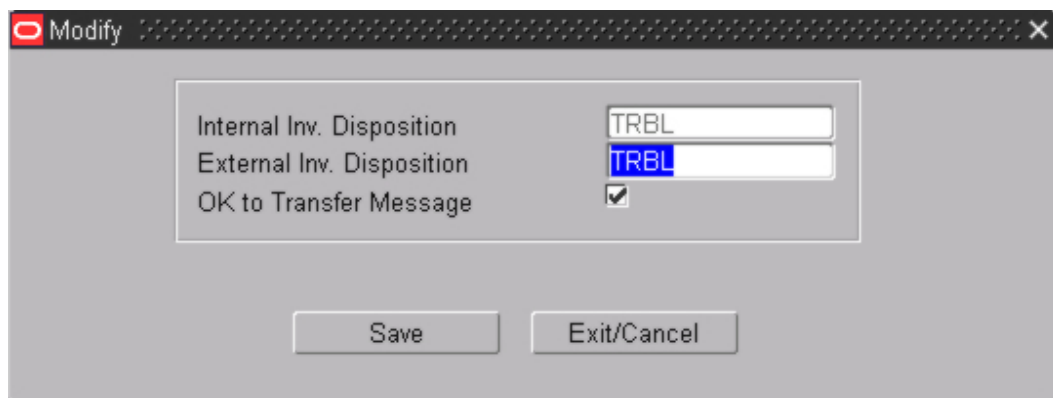 Modify
Internal Inv. Disposition TRBL
External Inv. Disposition TRBL
OK to Transfer Message
Save Exit/Cancel